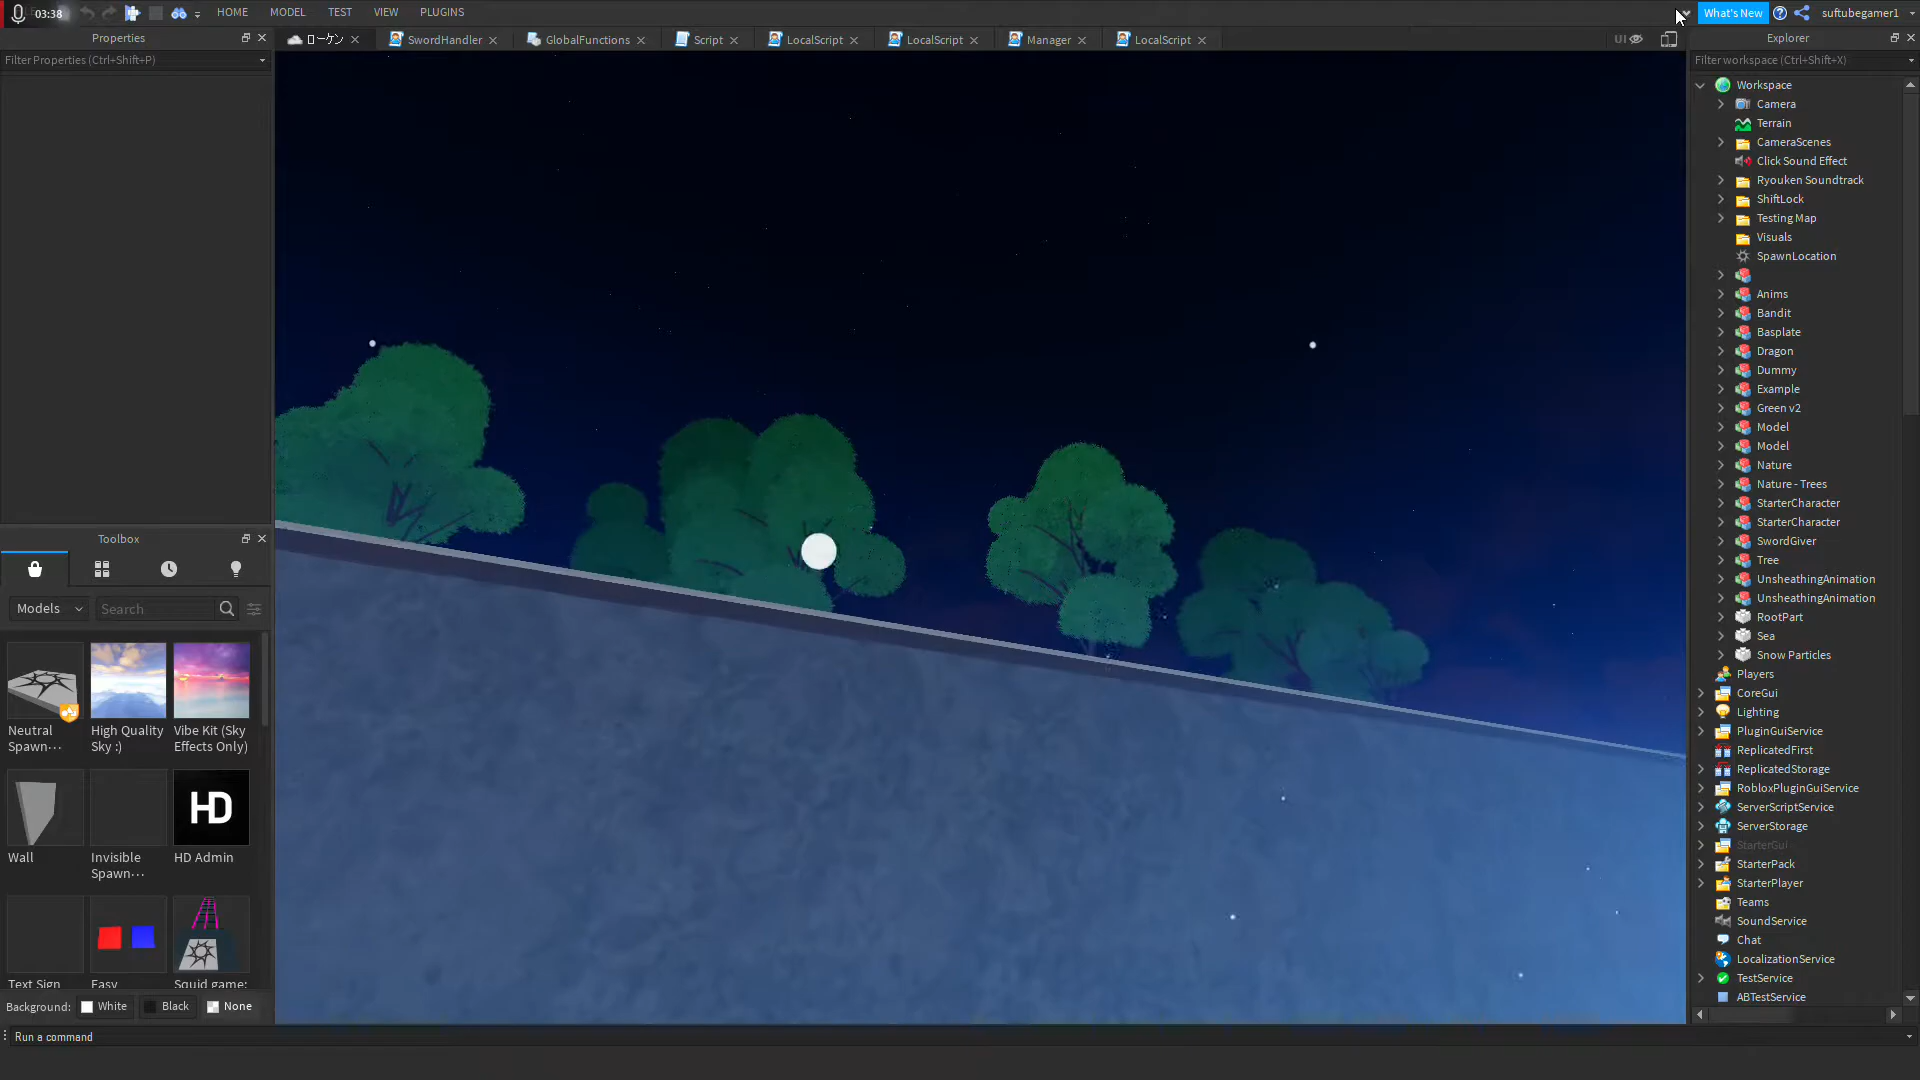 03:38
HOME MODEL TEST VIEW PLUGINS
What's New
suftubegamer1
Properties
Filter Properties (Ctrl+Shift+P)
ローケン SwordHandler GlobalFunctions Script LocalScript LocalScript Manager LocalScript
UI
Explorer
Filter workspace (Ctrl+Shift+X)
Workspace
Camera
Terrain
CameraScenes
Click Sound Effect
Ryouken Soundtrack
ShiftLock
Testing Map
Visuals
SpawnLocation
Anims
Bandit
Basplate
Dragon
Dummy
Example
Green v2
Model
Model
Nature
Nature - Trees
StarterCharacter
StarterCharacter
SwordGiver
Tree
UnsheathingAnimation
UnsheathingAnimation
RootPart
Sea
Snow Particles
Players
CoreGui
Lighting
PluginGuiService
ReplicatedFirst
ReplicatedStorage
RobloxPluginGuiService
ServerScriptService
ServerStorage
StarterGui
StarterPack
StarterPlayer
Teams
SoundService
Chat
LocalizationService
TestService
ABTestService
Toolbox
Models
Search
Neutral
Spawn···
High Quality
Sky :)
Vibe Kit (Sky
Effects Only)
HD
Wall
Invisible
Spawn···
HD Admin
Text Sign
Easy
Squid game:
Background: White Black None
Run a command